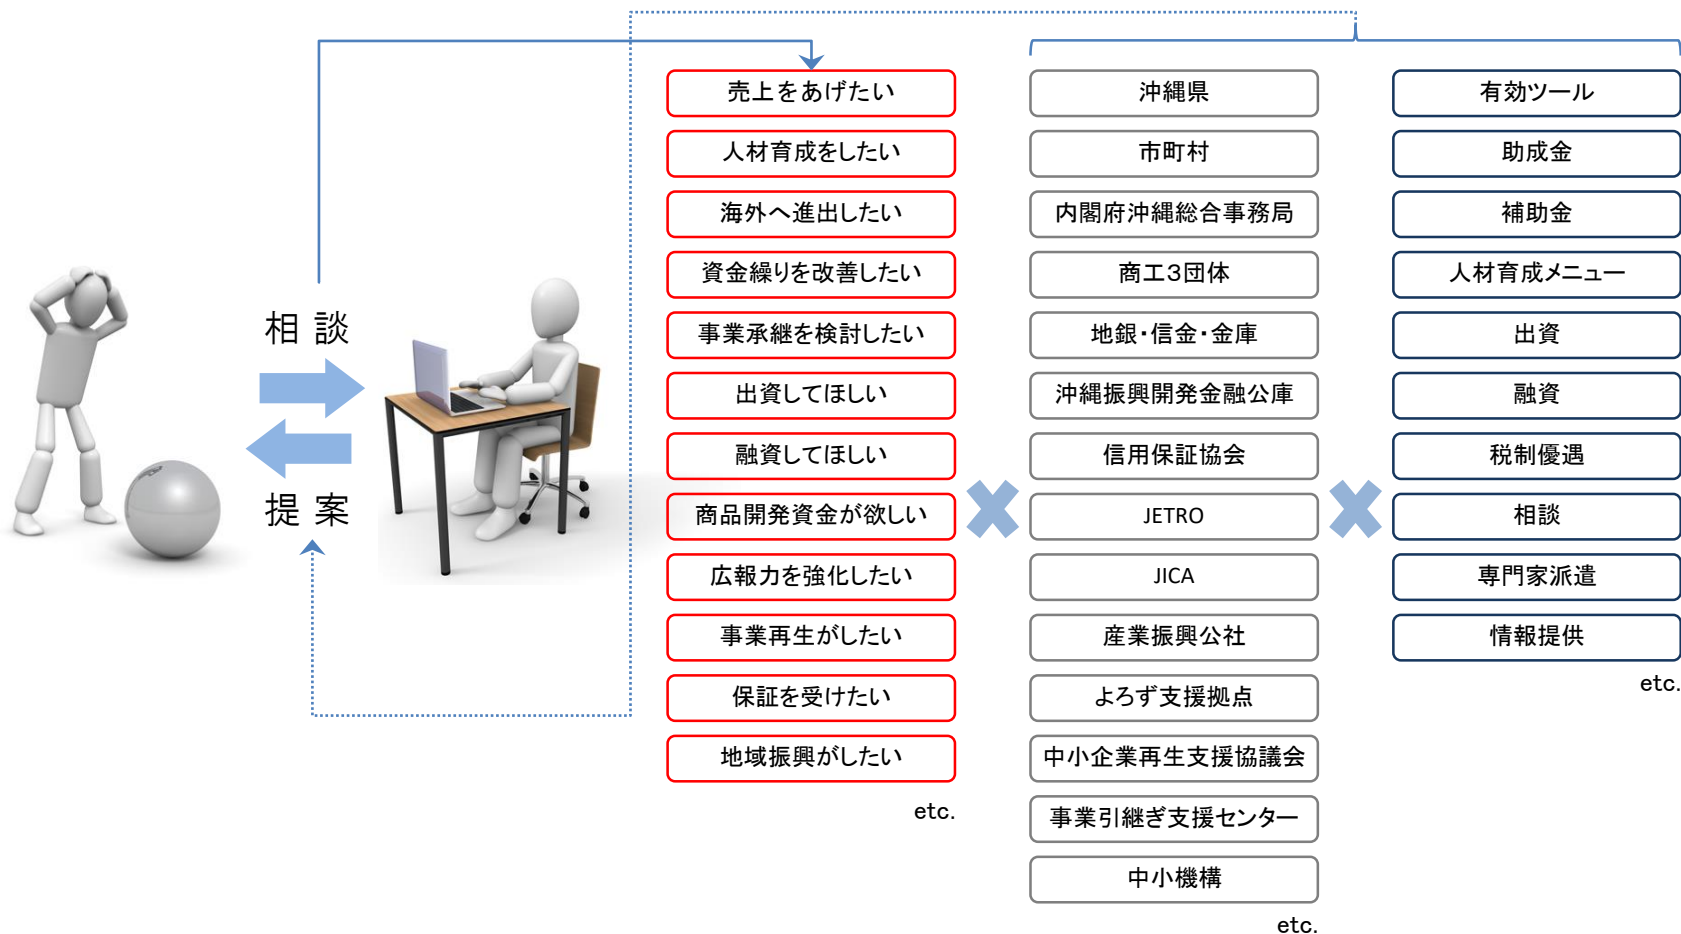 相談
提案
売上をあげたい
人材育成をしたい
海外へ進出したい
資金繰りを改善したい
事業承継を検討したい
出資してほしい
融資してほしい
商品開発資金が欲しい
広報力を強化したい
事業再生がしたい
保証を受けたい
地域振興がしたい
etc.
沖縄県
市町村
内閣府沖縄総合事務局
商工3団体
地銀・信金・金庫
沖縄振興開発金融公庫
信用保証協会
JETRO
JICA
産業振興公社
よろず支援拠点
中小企業再生支援協議会
事業引継ぎ支援センター
中小機構
etc.
有効ツール
助成金
補助金
人材育成メニュー
出資
融資
税制優遇
相談
専門家派遣
情報提供
etc.